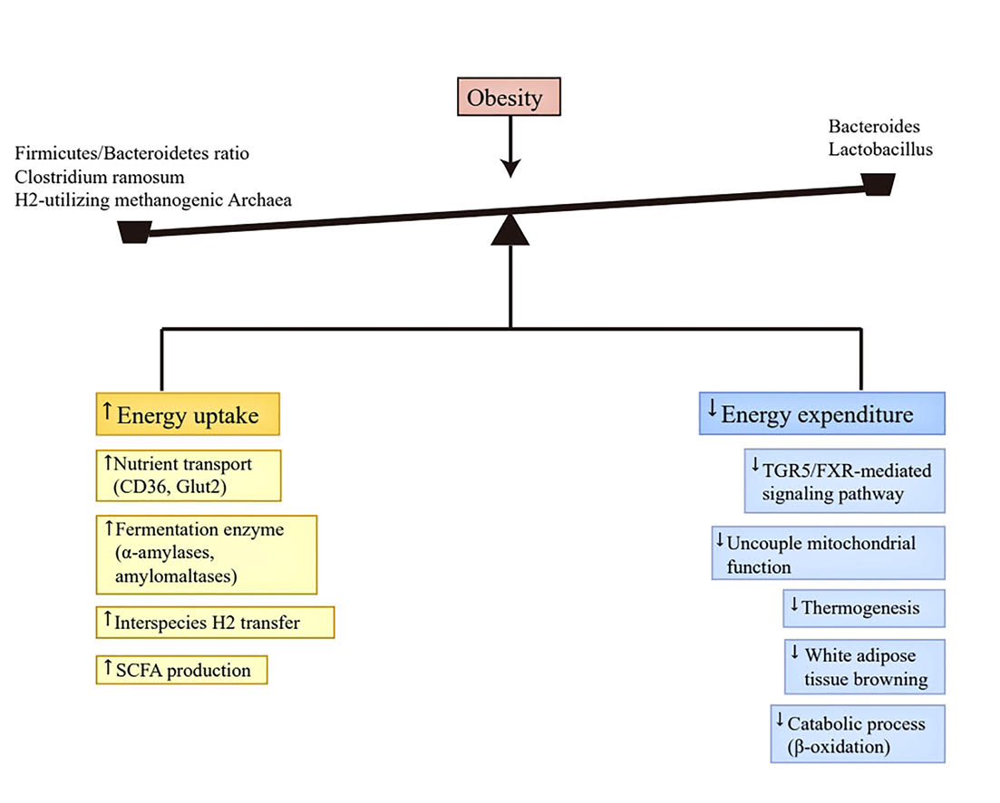 Obesity
Firmicutes/Bacteroidetes ratio
Clostridium ramosum
H2-utilizing methanogenic Archaea
Bacteroides
Lactobacillus
↑Energy uptake
↑Nutrient transport
(CD36, Glut2)
↑Fermentation enzyme
(α-amylases,
amylomaltases)
↑Interspecies H2 transfer
↑SCFA production
↓Energy expenditure
↓TGR5/FXR-mediated
signaling pathway
↓Uncouple mitochondrial
function
↓Thermogenesis
↓White adipose
tissue browning
↓Catabolic process
(β-oxidation)